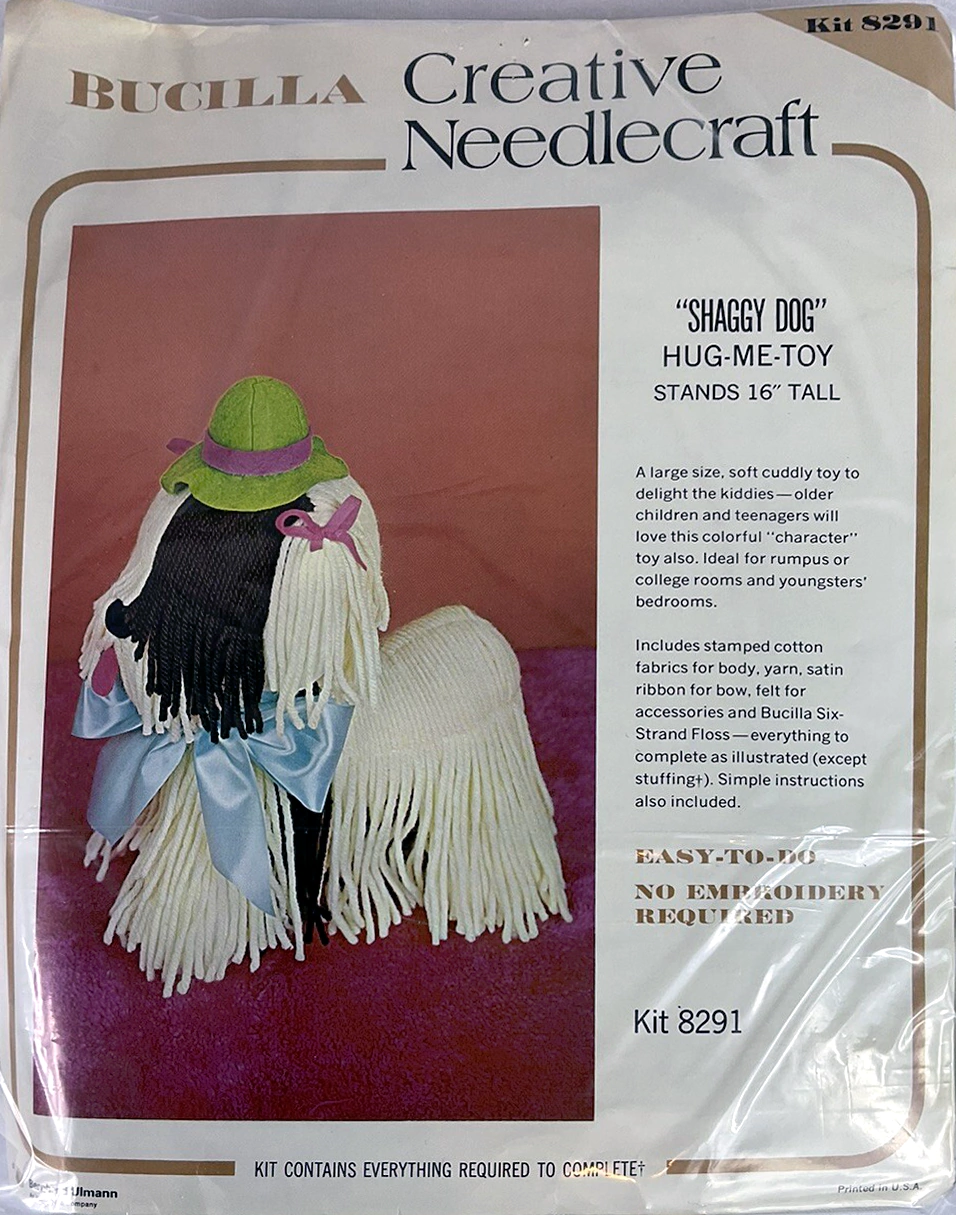 Kit 8291
BUCILLA Creative
Needlecraft
“SHAGGY DOG”
HUG-ME-TOY
STANDS 16″ TALL
A large size, soft cuddly toy to
delight the kiddies—older
children and teenagers will
love this colorful “character”
toy also. Ideal for rumpus or
college rooms and youngsters’
bedrooms.
Includes stamped cotton
fabrics for body, yarn, satin
ribbon for bow, felt for
accessories and Bucilla Six-
Strand Floss—everything to
complete as illustrated (except
stuffing†). Simple instructions
also included.
EASY-TO-DO
NO EMBROIDERY
REQUIRED
Kit 8291
KIT CONTAINS EVERYTHING REQUIRED TO COMPLETE†
Ulmann
Company
Printed in U.S.A.